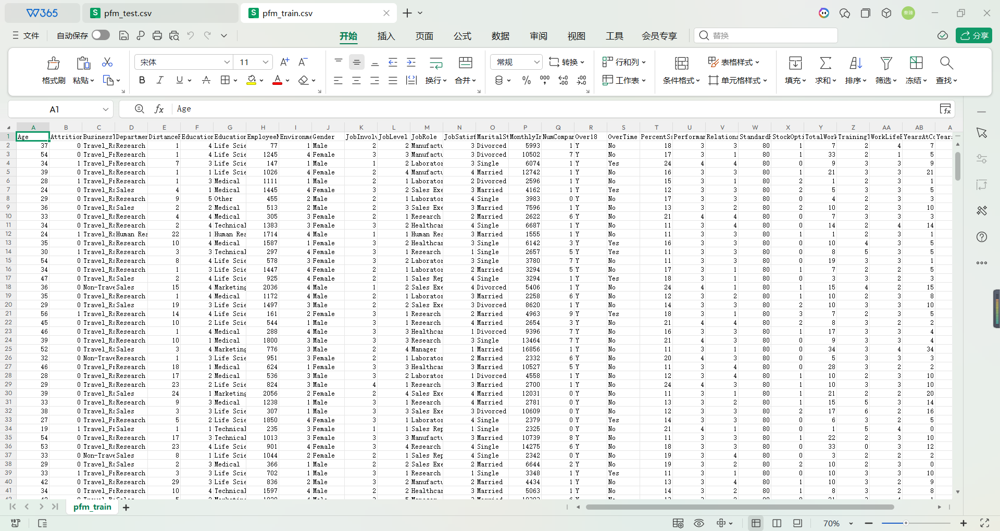 W365 pfm_test.csv pfm_train.csv
文件 自动保存 开始 插入 页面 公式 数据 审阅 视图 工具 会员专享 替换 分享
宋体 11 A+ A- 常规 转换 行和列 表格样式
格式刷 粘贴 B I U A 换行 合并 % 工作表 条件格式 单元格样式 填充 求和 排序 筛选 冻结 查找
A1 fx Age
A B C D E F G H I J K L M N O P Q R S T U V W X Y Z AA AB A
1 Age Attrition BusinessT Departmen DistanceF Education Education EmployeeN Environme Gender JobInvolv JobLevel JobRole JobSatisf MaritalSt MonthlyIn NumCompan Over18 OverTime PercentSa Performan Relations StandardH StockOpti TotalWork TrainingT WorkLifeB YearsAtCo Years
2 37 0 Travel_Ra Research 1 4 Life Scie 77 1 Male 2 2 Manufactu 3 Divorced 5993 1 Y No 18 3 3 80 1 7 2 4 7
3 54 0 Travel_Fr Research 1 4 Life Scie 1245 4 Female 3 3 Manufactu 3 Divorced 10502 7 Y No 17 3 1 80 1 33 2 1 5
4 34 1 Travel_Fr Research 7 3 Life Scie 147 1 Male 1 2 Laborator 3 Single 6074 1 Y Yes 24 4 4 80 0 9 3 3 9
5 39 0 Travel_Ra Research 1 1 Life Scie 1026 4 Female 2 4 Manufactu 4 Married 12742 1 Y No 16 3 3 80 1 21 3 3 21
6 28 1 Travel_Fr Research 1 3 Medical 1111 1 Male 2 1 Laborator 2 Divorced 2596 1 Y No 15 3 1 80 2 1 2 3 1
7 24 0 Travel_Ra Sales 4 1 Medical 1445 4 Female 3 2 Sales Exe 3 Married 4162 1 Y Yes 12 3 3 80 2 5 3 3 5
8 29 0 Travel_Ra Research 9 5 Other 455 2 Male 2 1 Laborator 4 Single 3983 0 Y No 17 3 3 80 0 4 2 3 3
9 36 0 Travel_Ra Sales 2 2 Medical 513 2 Male 2 3 Sales Exe 3 Married 7596 1 Y No 13 3 2 80 2 10 2 3 10
10 33 0 Travel_Ra Research 4 4 Medical 305 3 Female 2 1 Research 2 Married 2622 6 Y No 21 4 4 80 0 7 3 3 3
11 34 0 Travel_Ra Research 2 4 Technical 1383 3 Female 3 2 Healthcar 4 Single 6687 1 Y No 11 3 4 80 0 14 2 4 14
12 24 1 Travel_Ra Human Res 22 1 Human Res 1714 4 Male 1 1 Human Res 3 Married 1555 1 Y No 11 3 3 80 1 1 2 3 1
13 35 0 Travel_Ra Research 10 4 Medical 1587 1 Female 3 2 Healthcar 3 Single 6142 3 Y Yes 16 3 3 80 0 10 4 3 5
14 30 1 Travel_Ra Research 3 3 Technical 297 4 Female 3 1 Research 1 Single 2657 5 Y Yes 11 3 3 80 0 8 5 3 5
15 54 0 Travel_Ra Research 8 4 Life Scie 578 3 Female 3 2 Laborator 3 Single 3780 7 Y No 11 3 3 80 0 19 3 3 1
16 34 0 Travel_Ra Research 1 3 Life Scie 1447 4 Female 2 1 Laborator 2 Married 3294 5 Y No 17 3 1 80 1 7 2 2 5
17 47 0 Travel_Ra Sales 2 4 Life Scie 925 4 Female 2 1 Sales Rep 4 Single 3294 1 Y Yes 18 3 1 80 0 3 3 2 3
18 36 0 Non-Trave Sales 15 4 Marketing 2036 4 Male 1 2 Sales Exe 4 Divorced 5406 1 Y No 24 4 1 80 1 15 4 2 15
19 35 0 Travel_Ra Research 1 4 Medical 1172 4 Male 2 1 Laborator 3 Married 2258 6 Y No 12 3 2 80 1 10 2 3 8
20 29 0 Travel_Ra Sales 19 3 Life Scie 1497 3 Male 2 2 Sales Exe 3 Divorced 8620 1 Y No 14 3 3 80 2 10 3 3 10
21 56 1 Travel_Ra Research 14 4 Life Scie 161 2 Female 3 1 Research 2 Married 4963 9 Y Yes 18 3 1 80 3 7 2 3 5
22 45 0 Travel_Ra Research 10 2 Life Scie 544 1 Male 3 1 Research 4 Married 2654 3 Y No 21 4 4 80 2 8 3 2 2
23 46 0 Travel_Ra Research 1 4 Medical 288 4 Male 3 3 Healthcar 1 Divorced 9396 7 Y No 16 3 3 80 1 17 3 3 4
24 39 0 Travel_Ra Research 10 1 Medical 1800 3 Male 3 3 Research 3 Single 13464 7 Y No 21 4 3 80 0 9 3 3 4
25 52 0 Travel_Ra Sales 3 4 Marketing 776 3 Male 2 4 Manager 1 Married 16856 1 Y No 11 3 1 80 0 34 3 4 34
26 32 0 Non-Trave Research 1 3 Life Scie 951 3 Female 2 1 Laborator 2 Married 2332 6 Y No 20 4 3 80 0 5 3 3 3
27 46 0 Travel_Fr Research 18 1 Medical 624 1 Female 3 3 Healthcar 3 Married 10527 5 Y No 11 3 4 80 0 28 3 2 2
28 28 0 Travel_Ra Research 17 2 Medical 536 3 Male 2 2 Laborator 1 Divorced 4558 1 Y No 12 3 4 80 1 10 2 3 10
29 29 0 Travel_Ra Research 23 2 Life Scie 824 3 Male 4 1 Research 3 Married 2700 1 Y No 24 4 3 80 1 10 3 3 10
30 39 0 Travel_Ra Sales 24 1 Marketing 2056 2 Female 2 4 Sales Exe 4 Married 12031 0 Y No 11 3 1 80 1 21 2 2 20
31 33 0 Travel_Ra Research 9 3 Medical 1238 1 Male 3 1 Research 4 Married 2781 0 Y No 13 3 2 80 1 15 5 3 14
32 38 0 Travel_Ra Sales 3 3 Life Scie 307 1 Male 3 3 Sales Exe 3 Divorced 10609 0 Y No 12 3 3 80 2 17 6 2 16
33 27 0 Travel_Fr Research 5 2 Life Scie 1850 4 Female 3 1 Laborator 4 Single 2379 0 Y Yes 14 3 3 80 0 6 3 2 5
34 19 1 Travel_Fr Sales 1 1 Technical 235 3 Female 1 1 Sales Rep 1 Single 2325 0 Y No 21 4 1 80 0 1 5 4 0
35 54 0 Travel_Ra Research 17 3 Technical 1013 3 Female 3 3 Manufactu 3 Married 10739 8 Y No 11 3 3 80 1 22 2 3 10
36 53 0 Travel_Ra Research 23 4 Life Scie 901 4 Female 3 4 Research 4 Single 14275 6 Y No 18 3 3 80 0 33 0 3 12
37 33 0 Non-Trave Sales 8 1 Life Scie 1044 2 Female 3 1 Sales Rep 4 Single 2342 0 Y No 19 3 4 80 0 3 2 2 2
38 29 0 Travel_Ra Sales 2 3 Medical 366 1 Male 2 2 Sales Exe 2 Married 6644 2 Y No 19 3 2 80 2 10 2 3 0
39 33 1 Travel_Fr Research 3 3 Life Scie 702 1 Male 3 1 Research 1 Single 3348 1 Y Yes 11 3 1 80 0 10 3 3 10
40 42 0 Travel_Ra Research 29 3 Life Scie 836 2 Male 3 2 Manufactu 2 Married 4434 1 Y No 13 3 4 80 1 10 3 2 9
41 34 0 Travel_Fr Research 10 4 Technical 1597 4 Male 2 2 Healthcar 3 Married 5063 1 Y No 14 3 2 80 1 8 3 2 8
pfm_train
70%